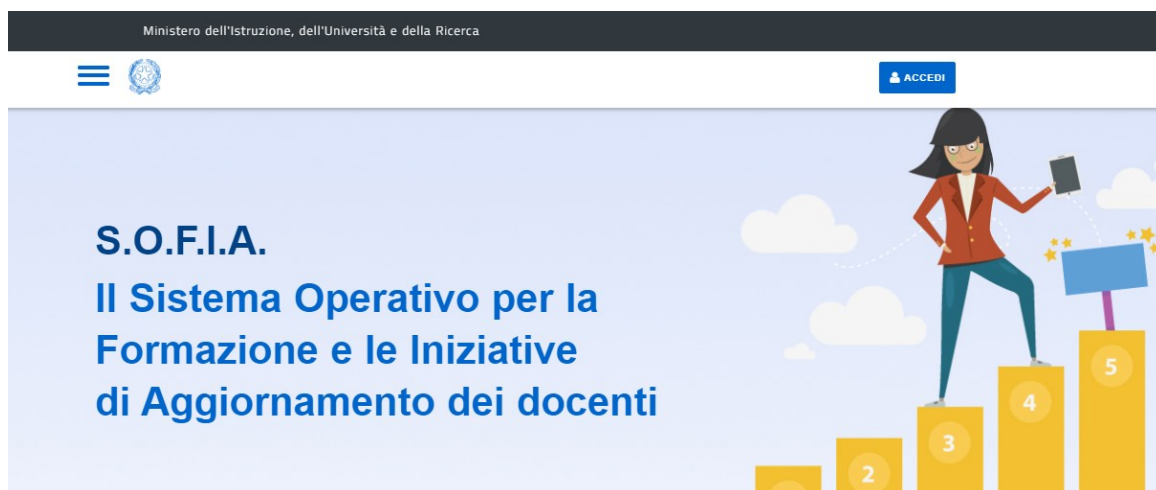 Ministero dell'Istruzione, dell'Università e della Ricerca
ACCEDI
S.O.F.I.A.
Il Sistema Operativo per la
Formazione e le Iniziative
di Aggiornamento dei docenti
5
4
3
2